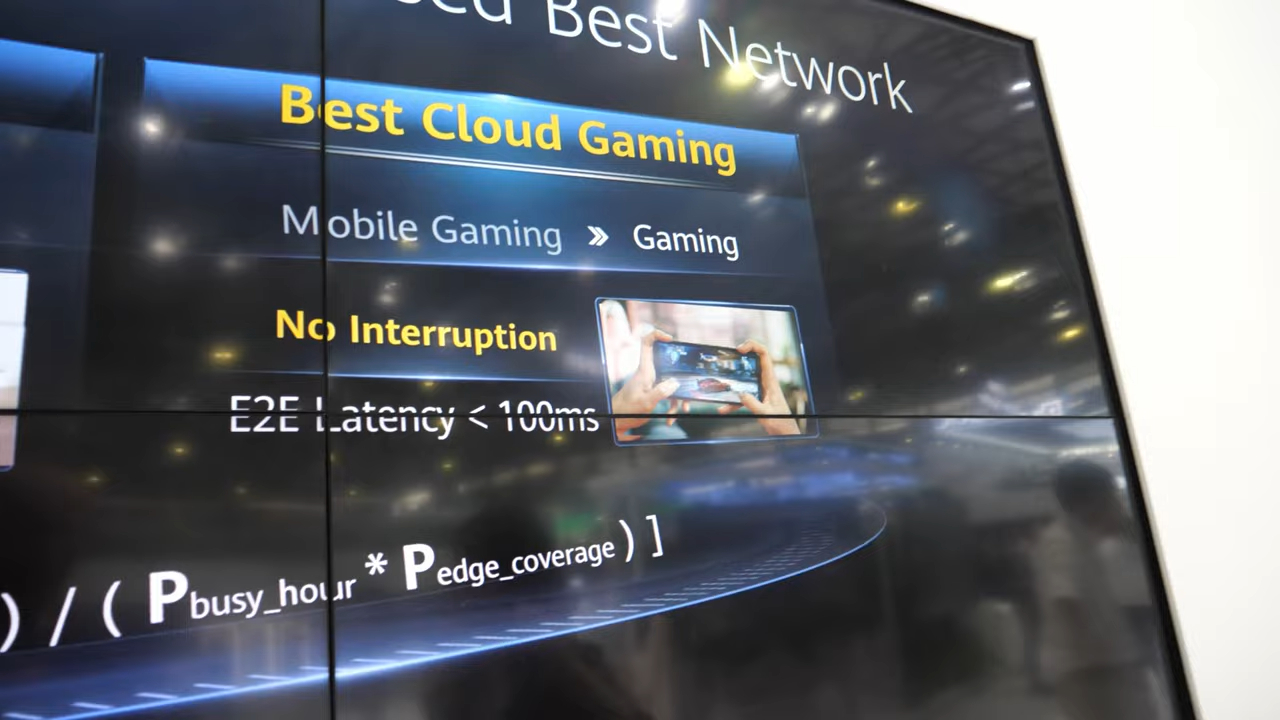 Best Network
Best Cloud Gaming
Mobile Gaming » Gaming
No Interruption
E2E Latency < 100ms
) / ( Pbusy_hour * Pedge_coverage ) ]